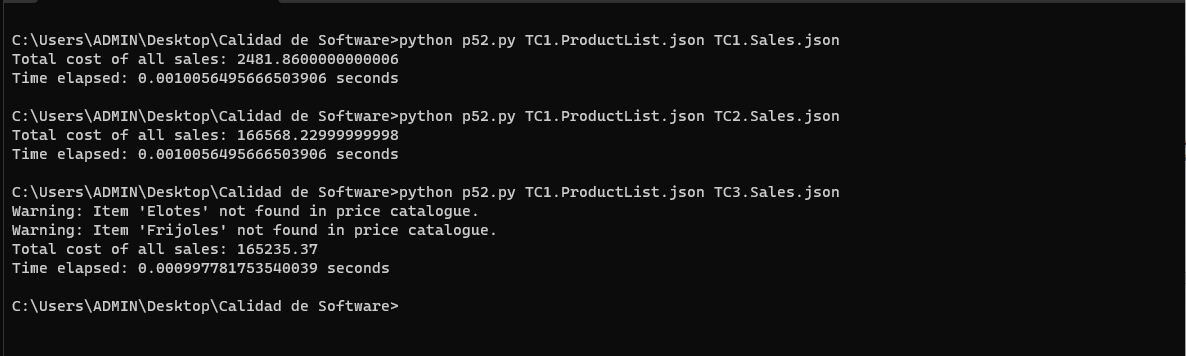 C:\Users\ADMIN\Desktop\Calidad de Software>python p52.py TC1.ProductList.json TC1.Sales.json
Total cost of all sales: 2481.8600000000006
Time elapsed: 0.0010056495666503906 seconds
C:\Users\ADMIN\Desktop\Calidad de Software>python p52.py TC1.ProductList.json TC2.Sales.json
Total cost of all sales: 166568.22999999998
Time elapsed: 0.0010056495666503906 seconds
C:\Users\ADMIN\Desktop\Calidad de Software>python p52.py TC1.ProductList.json TC3.Sales.json
Warning: Item 'Elotes' not found in price catalogue.
Warning: Item 'Frijoles' not found in price catalogue.
Total cost of all sales: 165235.37
Time elapsed: 0.000997781753540039 seconds
C:\Users\ADMIN\Desktop\Calidad de Software>